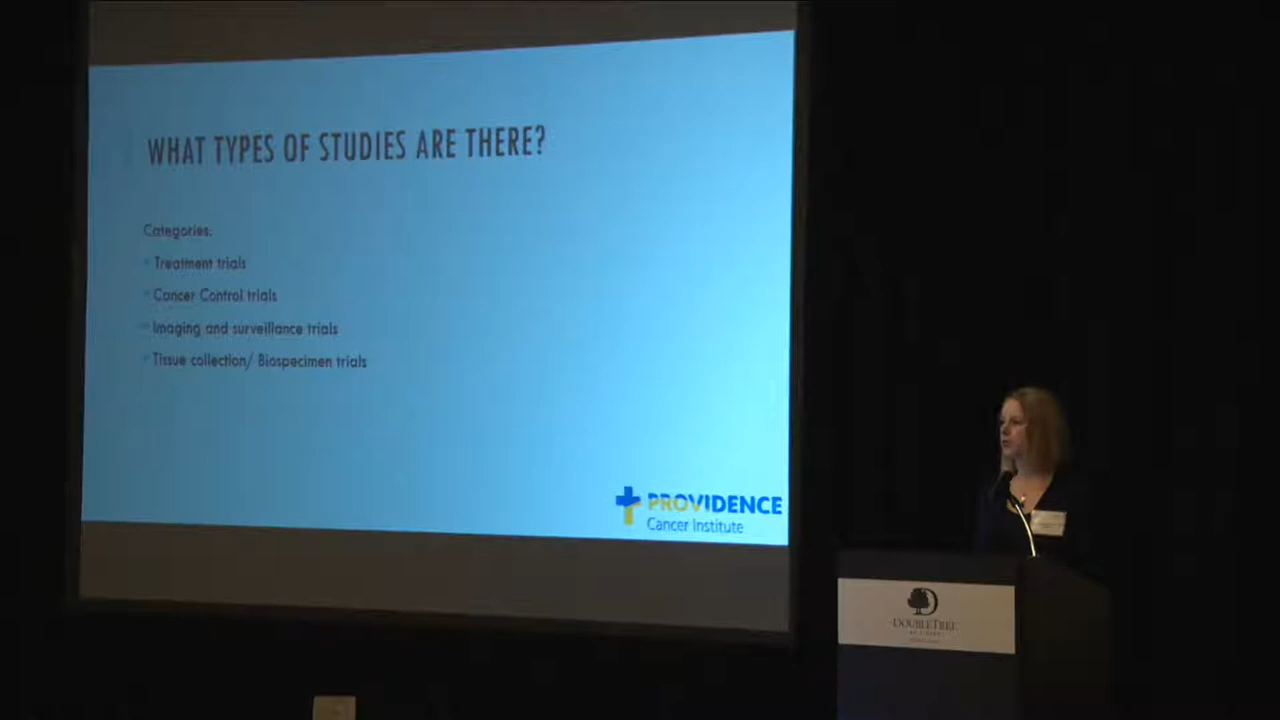 WHAT TYPES OF STUDIES ARE THERE?
Categories:
Treatment trials
Cancer Control trials
Imaging and surveillance trials
Tissue collection/ Biospecimen trials
PROVIDENCE
Cancer Institute
DOUBLETREE